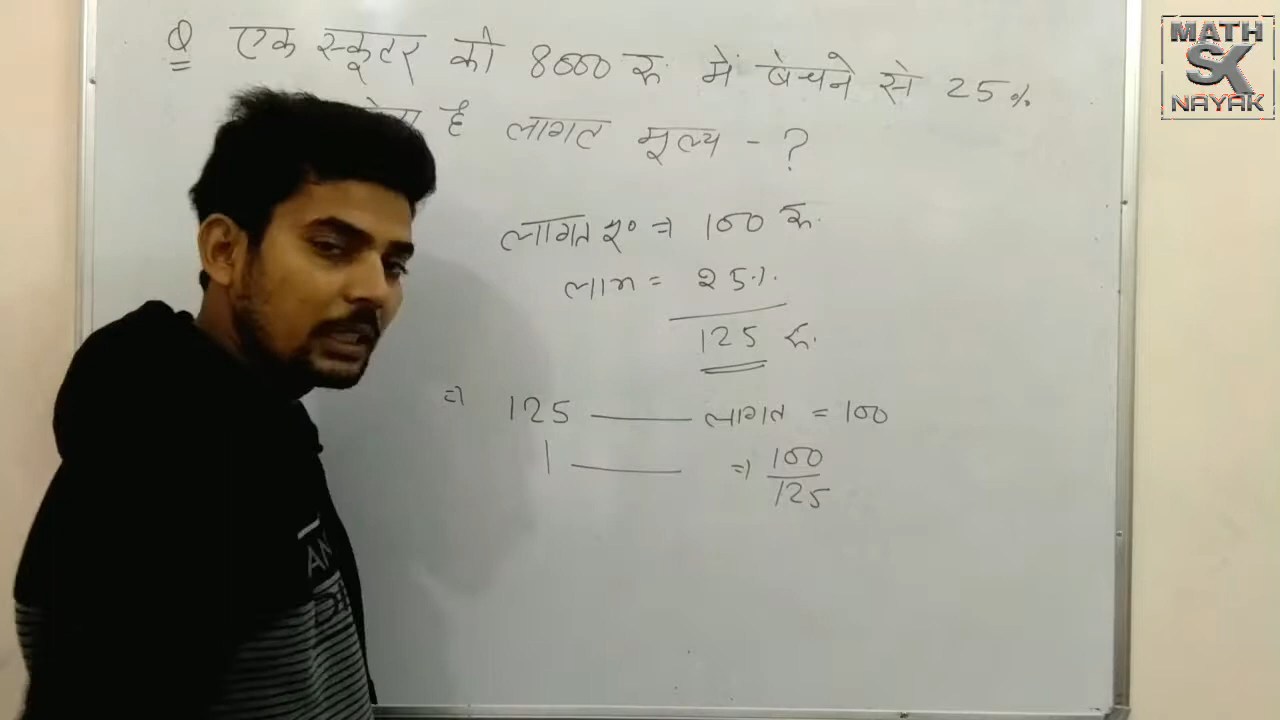 Q एक स्कूटर को 8000 रु. में बेचने से 25%
है लागत मूल्य - ?
लागत रु० => 100 रु.
लाभ = 25%
125 रु.
=> 125 —— लागत = 100
1 —— => 100/125
MATH
SK
NAYAK